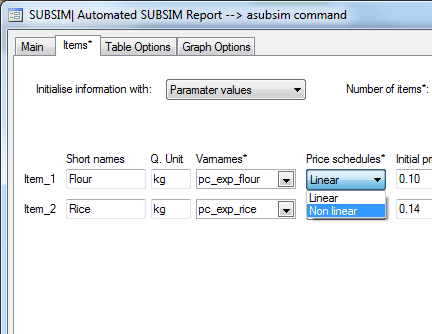 SUBSIM| Automated SUBSIM Report --> asubsim command
Main Items* Table Options Graph Options
Initialise information with: Paramater values Number of items*:
Short names Q. Unit Varnames* Price schedules* Initial pr
Item_1 Flour kg pc_exp_flour Linear 0.10
Linear
Item_2 Rice kg pc_exp_rice Non linear 0.14